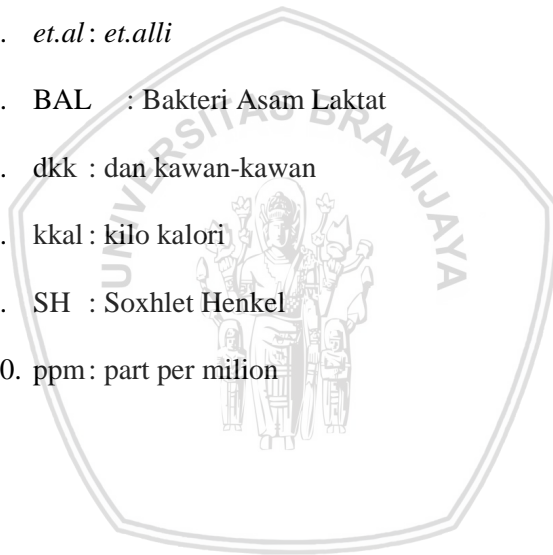 . et.al : et.alli
. BAL : Bakteri Asam Laktat
. dkk : dan kawan-kawan
. kkal : kilo kalori
. SH : Soxhlet Henkel
0. ppm : part per milion
UNIVERSITAS BRAWIJAYA